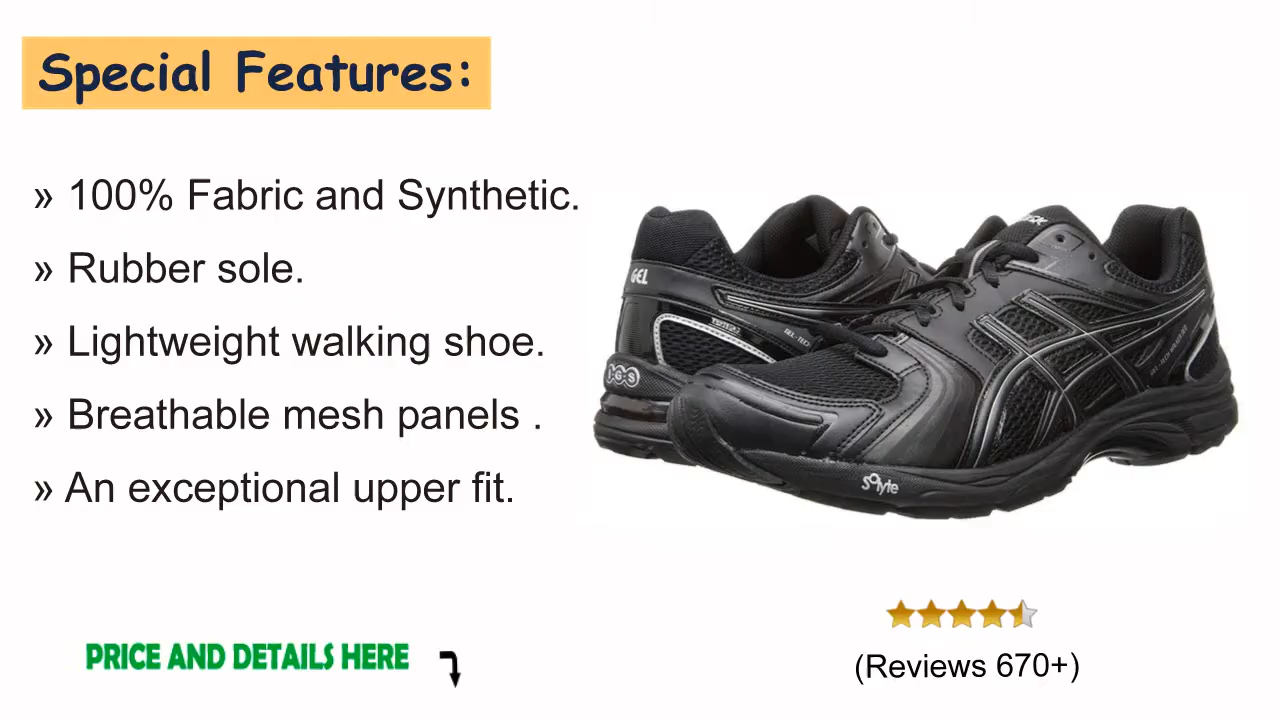 Special Features:
» 100% Fabric and Synthetic.
» Rubber sole.
» Lightweight walking shoe.
» Breathable mesh panels .
» An exceptional upper fit.
GEL
I.G.S
Solyte
PRICE AND DETAILS HERE
(Reviews 670+)